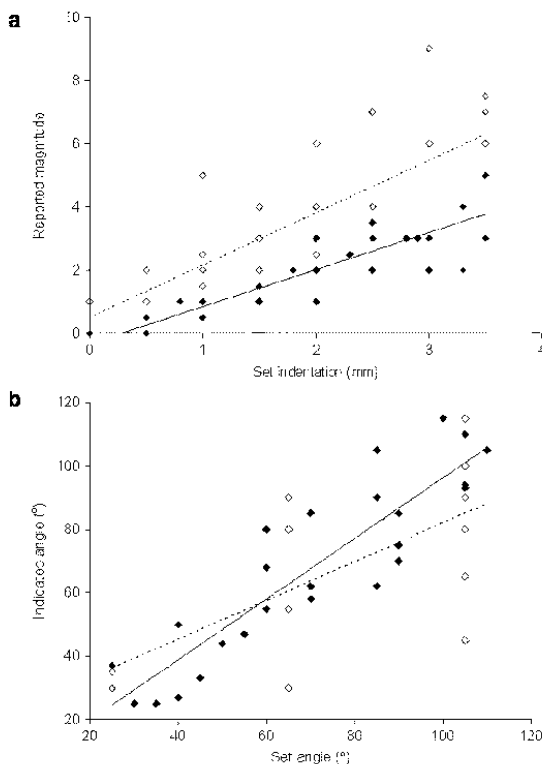 a
10
8
6
4
2
0
Reported magnitude
0 1 2 3 4
Set indentation (mm)
b
120
100
80
60
40
20
Indicated angle (°)
20 40 60 80 100 120
Set angle (°)